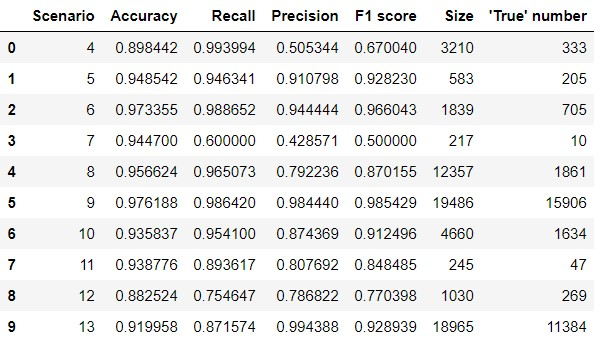 Scenario Accuracy Recall Precision F1 score Size 'True' number
0 4 0.898442 0.993994 0.505344 0.670040 3210 333
1 5 0.948542 0.946341 0.910798 0.928230 583 205
2 6 0.973355 0.988652 0.944444 0.966043 1839 705
3 7 0.944700 0.600000 0.428571 0.500000 217 10
4 8 0.956624 0.965073 0.792236 0.870155 12357 1861
5 9 0.976188 0.986420 0.984440 0.985429 19486 15906
6 10 0.935837 0.954100 0.874369 0.912496 4660 1634
7 11 0.938776 0.893617 0.807692 0.848485 245 47
8 12 0.882524 0.754647 0.786822 0.770398 1030 269
9 13 0.919958 0.871574 0.994388 0.928939 18965 11384